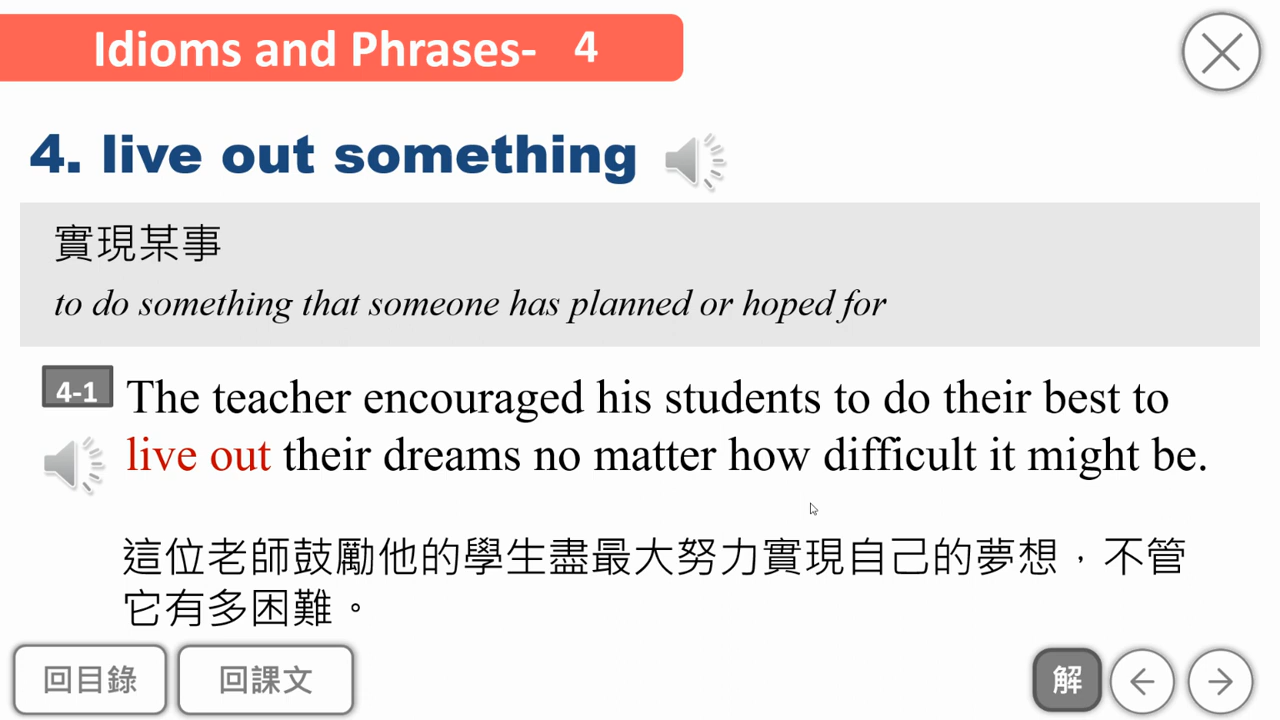 Idioms and Phrases- 4
4. live out something
實現某事
to do something that someone has planned or hoped for
4-1 The teacher encouraged his students to do their best to
live out their dreams no matter how difficult it might be.
這位老師鼓勵他的學生盡最大努力實現自己的夢想，不管
它有多困難。
回目錄 回課文 解